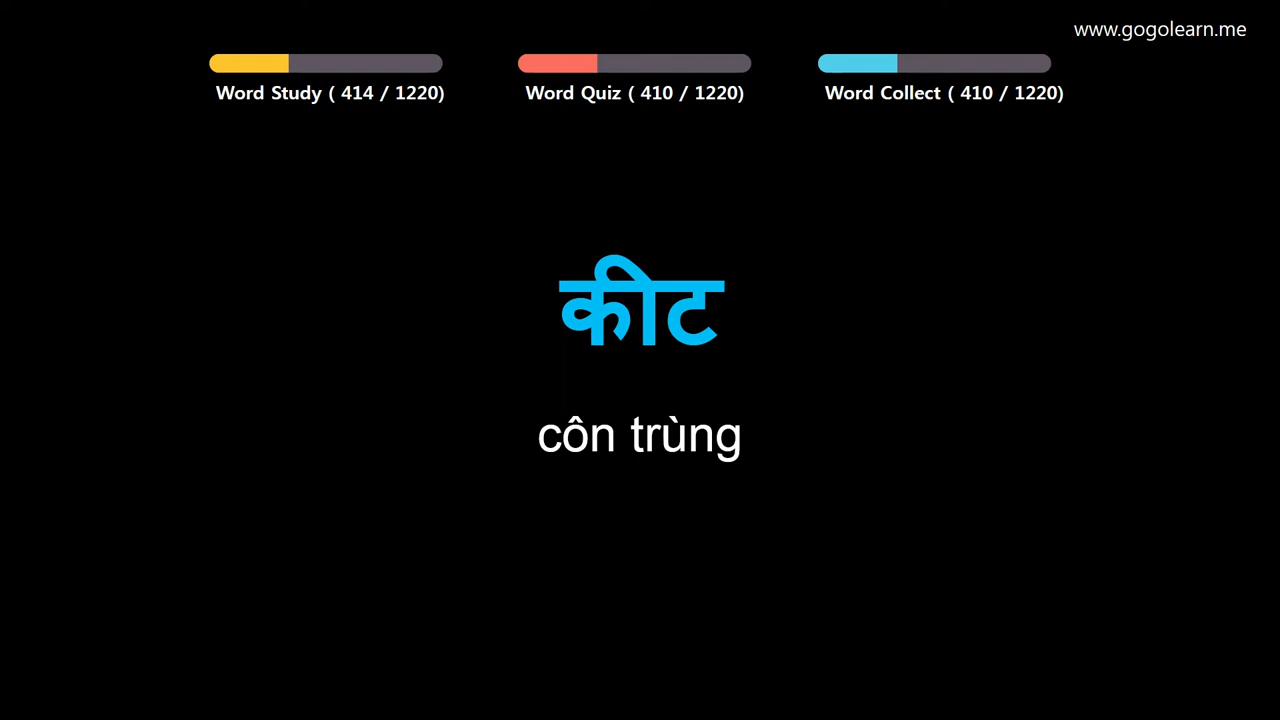 www.gogolearn.me
Word Study ( 414 / 1220)
Word Quiz ( 410 / 1220)
Word Collect ( 410 / 1220)
कीट
côn trùng